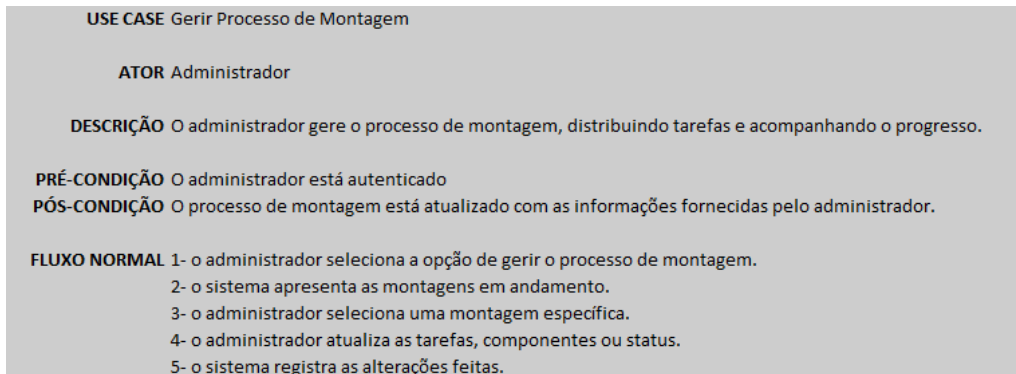 USE CASE Gerir Processo de Montagem
ATOR Administrador
DESCRIÇÃO O administrador gere o processo de montagem, distribuindo tarefas e acompanhando o progresso.
PRÉ-CONDIÇÃO O administrador está autenticado
PÓS-CONDIÇÃO O processo de montagem está atualizado com as informações fornecidas pelo administrador.
FLUXO NORMAL 1- o administrador seleciona a opção de gerir o processo de montagem.
2- o sistema apresenta as montagens em andamento.
3- o administrador seleciona uma montagem específica.
4- o administrador atualiza as tarefas, componentes ou status.
5- o sistema registra as alterações feitas.